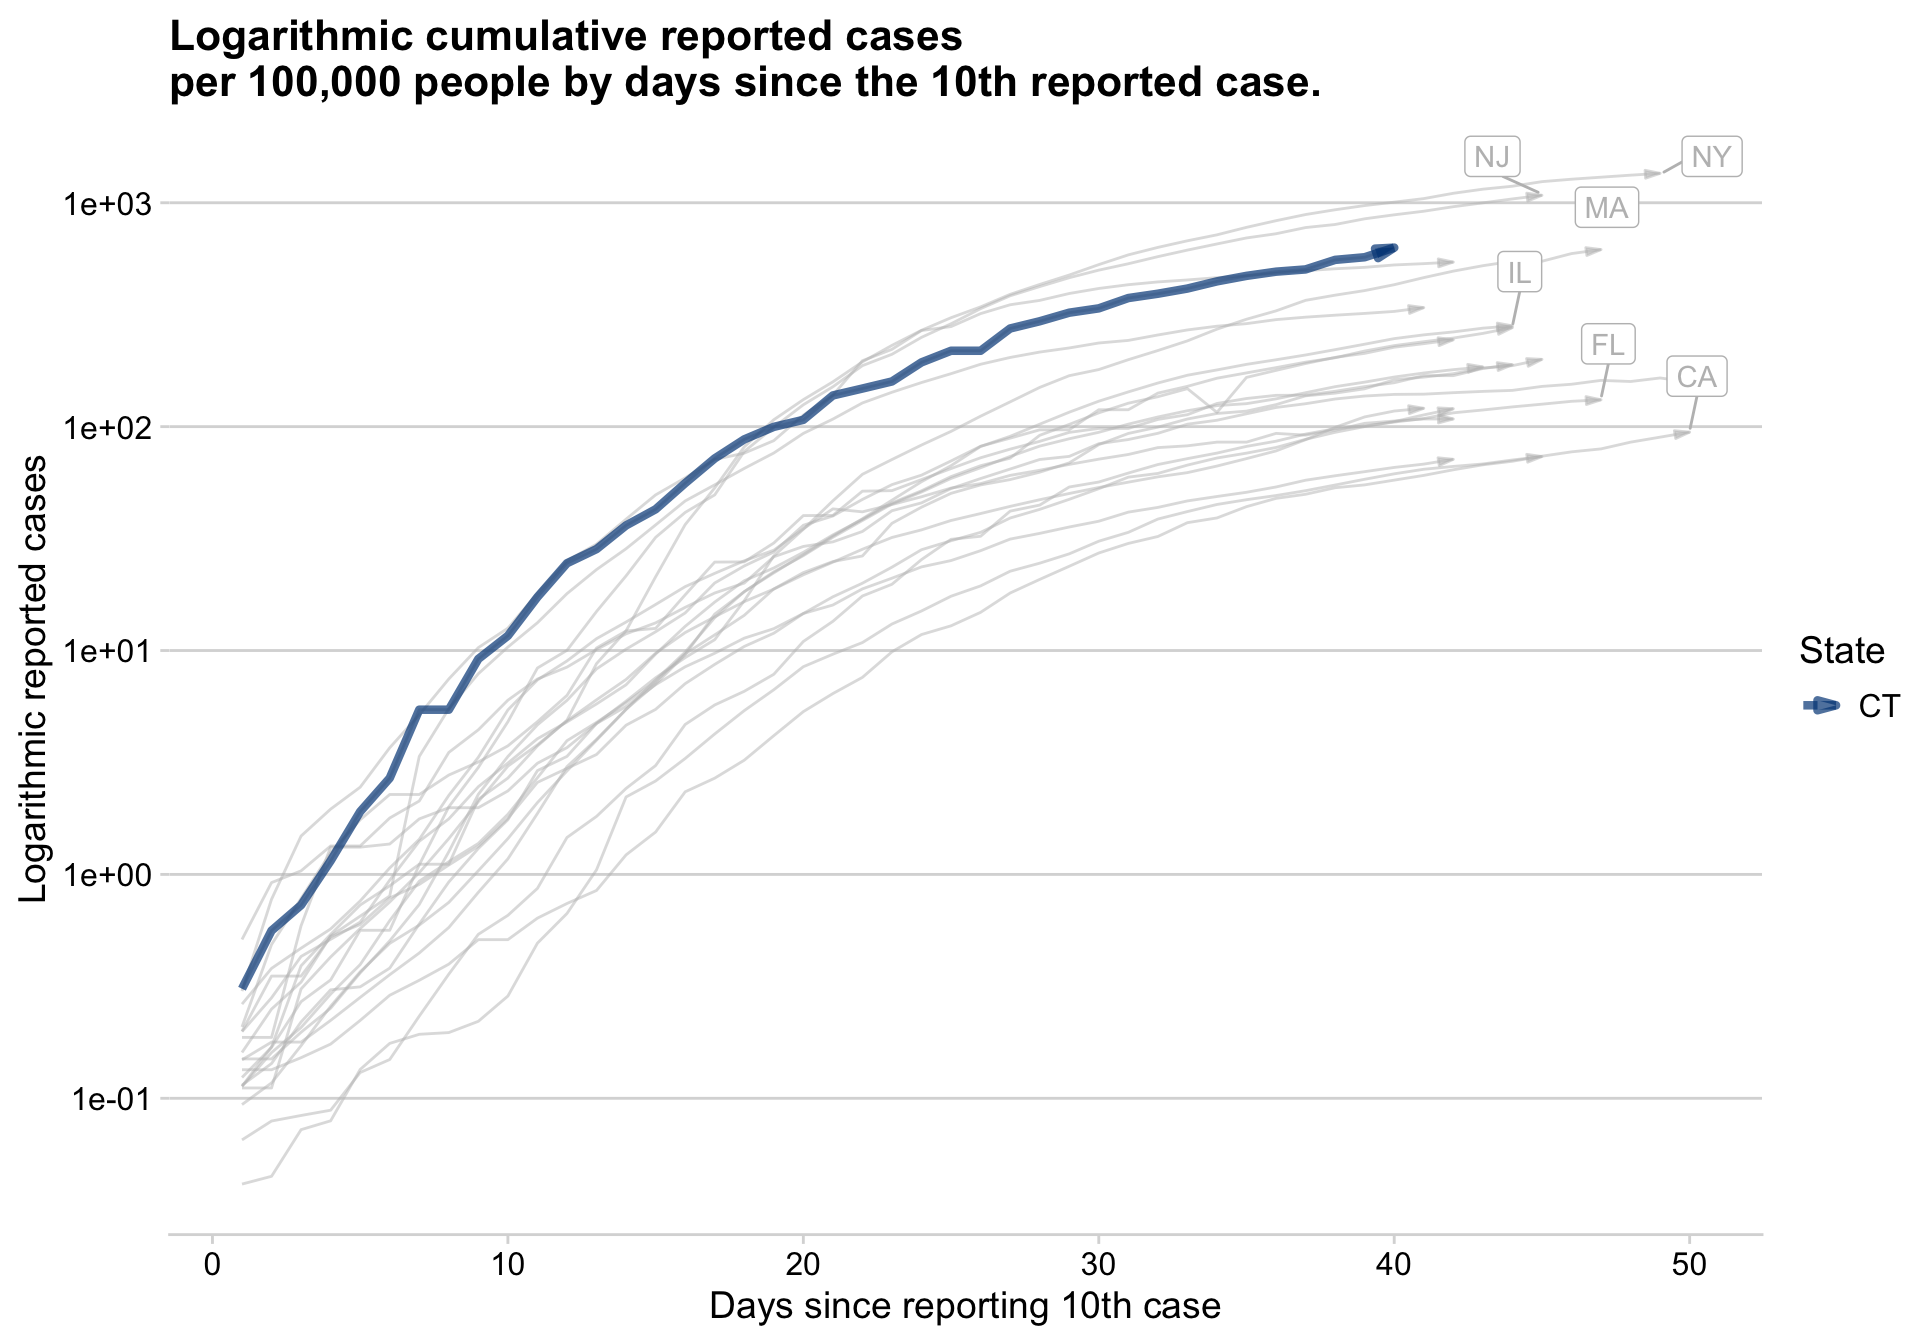 Logarithmic cumulative reported cases
per 100,000 people by days since the 10th reported case.
NJ
NY
MA
IL
FL
CA
1e+03
1e+02
1e+01
1e+00
1e-01
Logarithmic reported cases
State
CT
0 10 20 30 40 50
Days since reporting 10th case